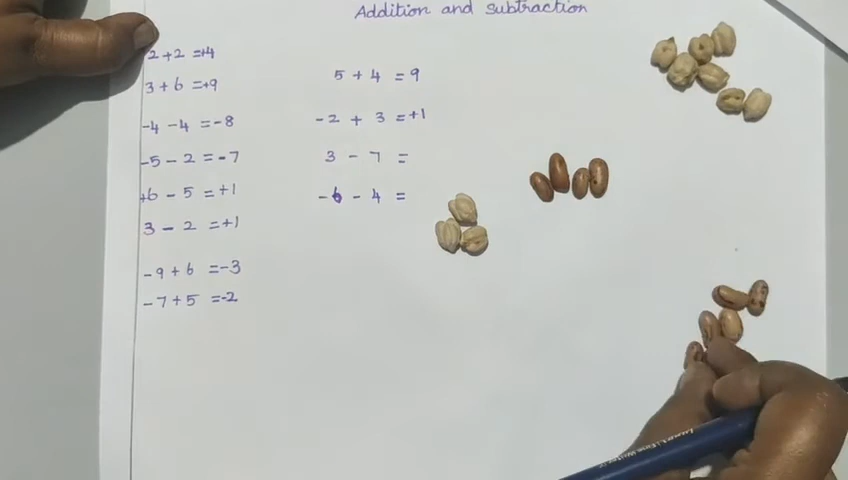 Addition and Subtraction
2 + 2 = +4
3 + 6 = +9
-4 - 4 = -8
-5 - 2 = -7
+6 - 5 = +1
3 - 2 = +1
-9 + 6 = -3
-7 + 5 = -2
5 + 4 = 9
-2 + 3 = +1
3 - 7 =
-6 - 4 =